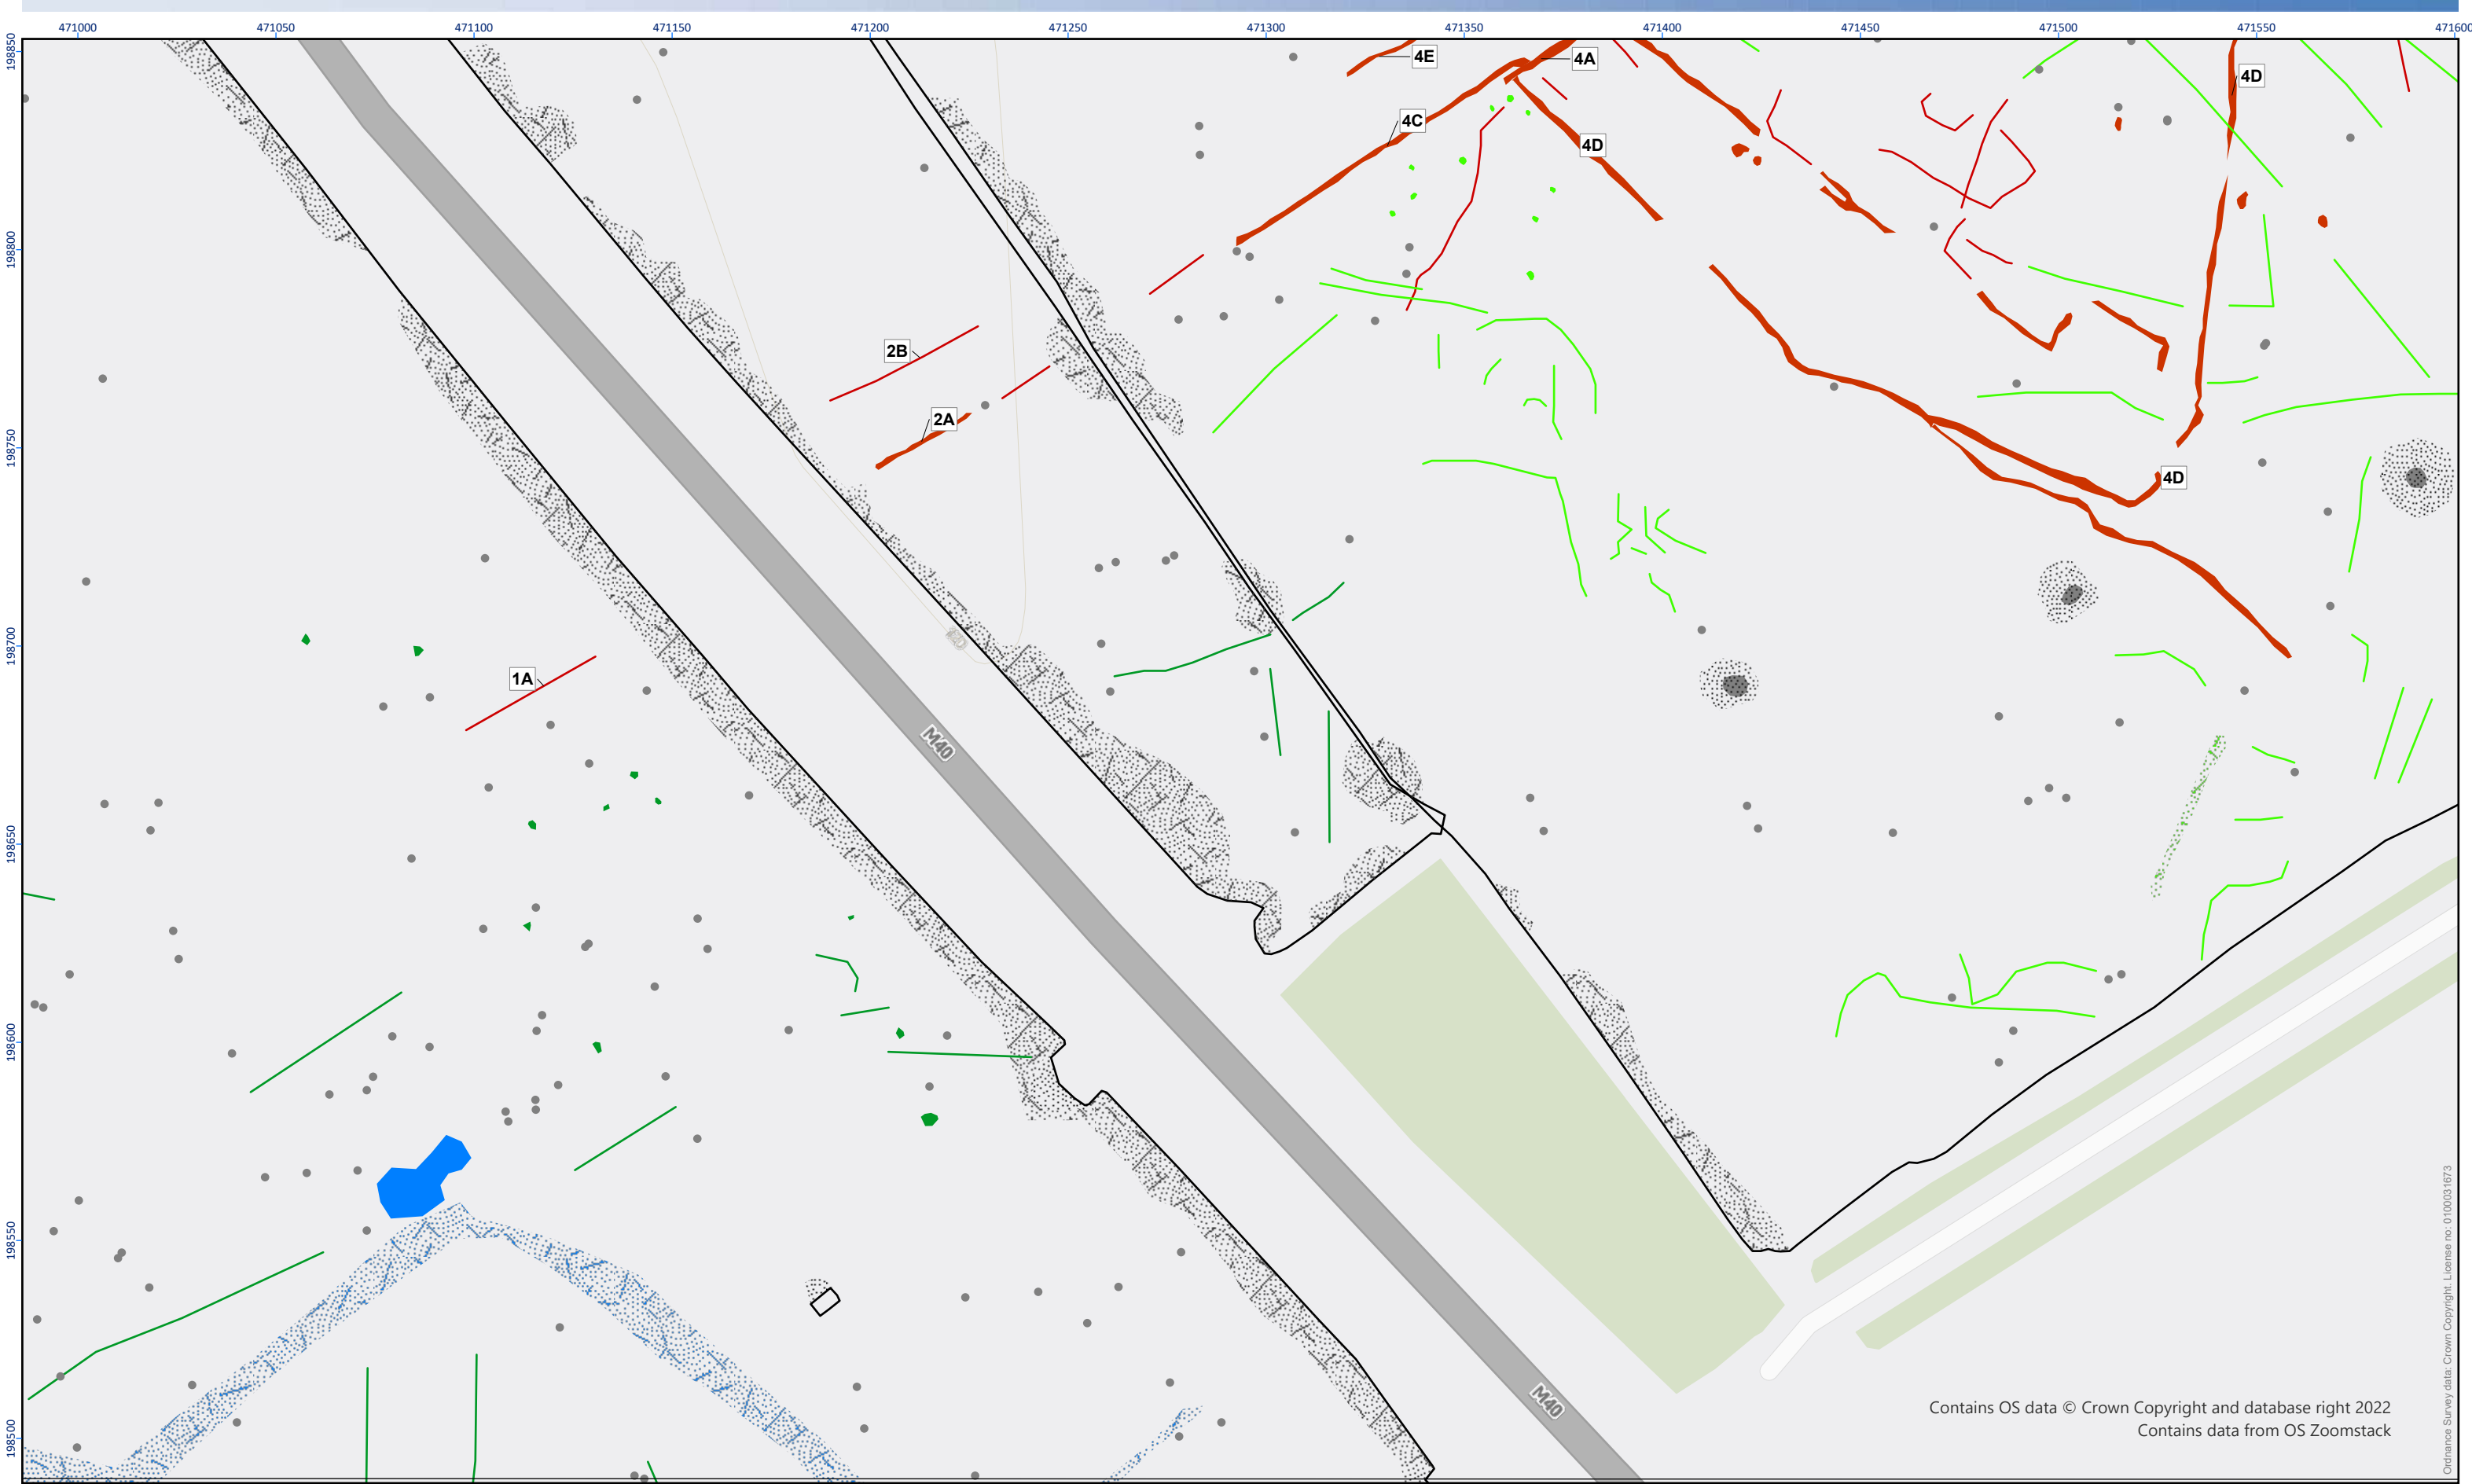 471000 471050 471100 471150 471200 471250 471300 471350 471400 471450 471500 471550 471600
198850
198800
198750
198700
198650
198600
198550
198500
4E
4A
4D
4C
4D
2B
2A
4D
1A
M40
M40
Contains OS data © Crown Copyright and database right 2022
Contains data from OS Zoomstack
Ordnance Survey data: Crown Copyright. License no: 0100031673